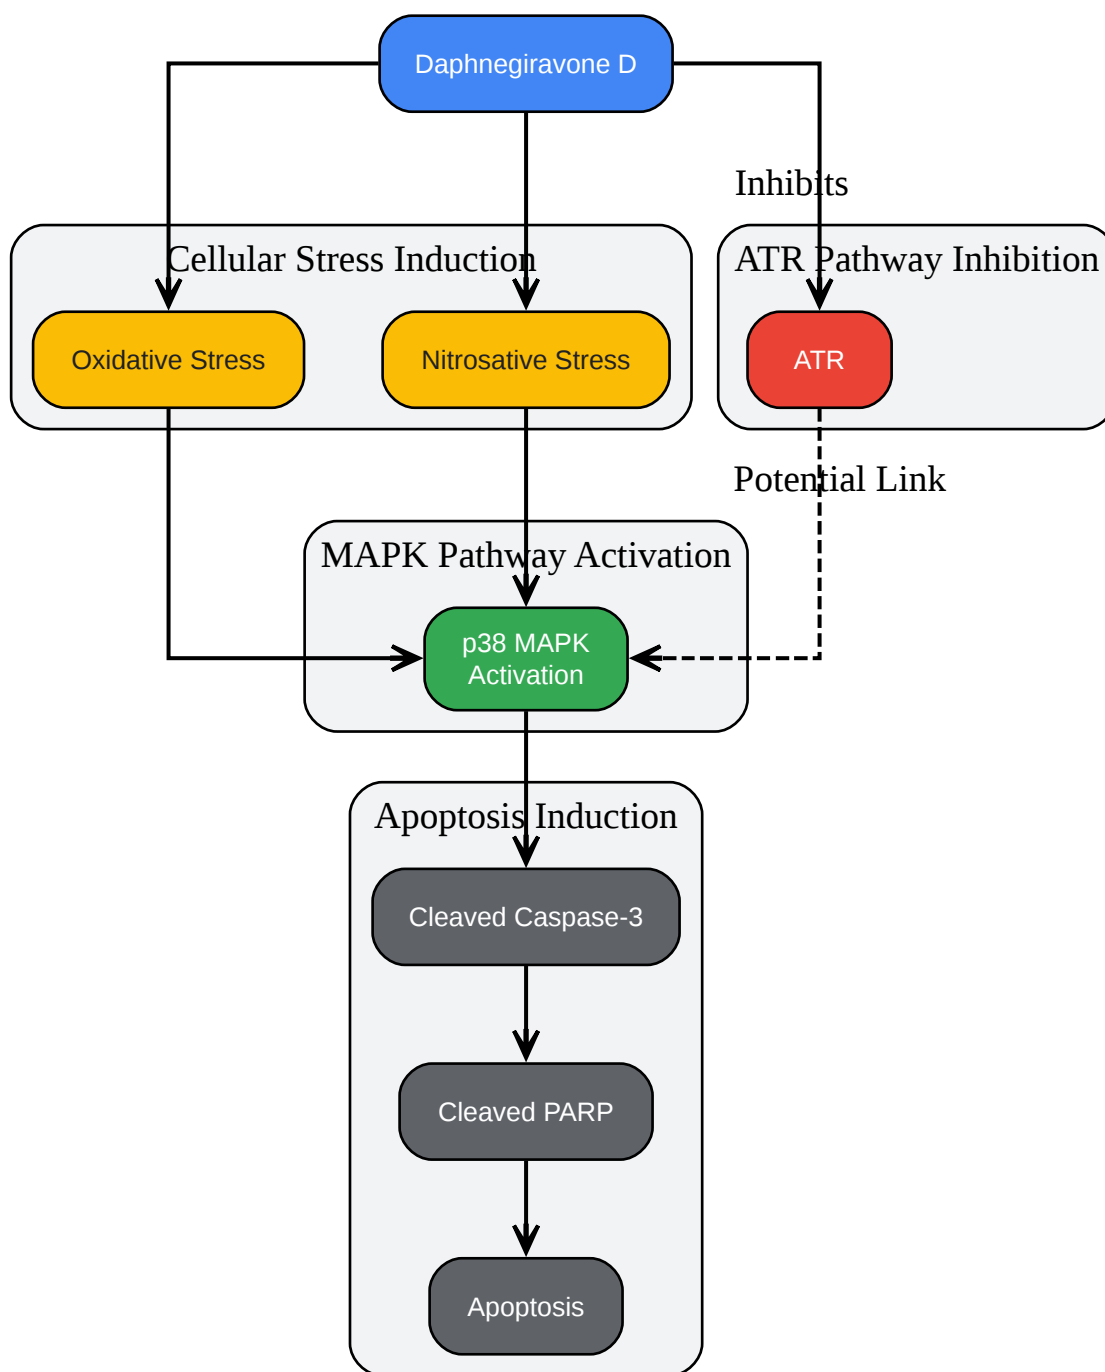 Daphnegiravone D
Inhibits
Cellular Stress Induction
ATR Pathway Inhibition
Oxidative Stress
Nitrosative Stress
ATR
Potential Link
MAPK Pathway Activation
p38 MAPK
Activation
Apoptosis Induction
Cleaved Caspase-3
Cleaved PARP
Apoptosis